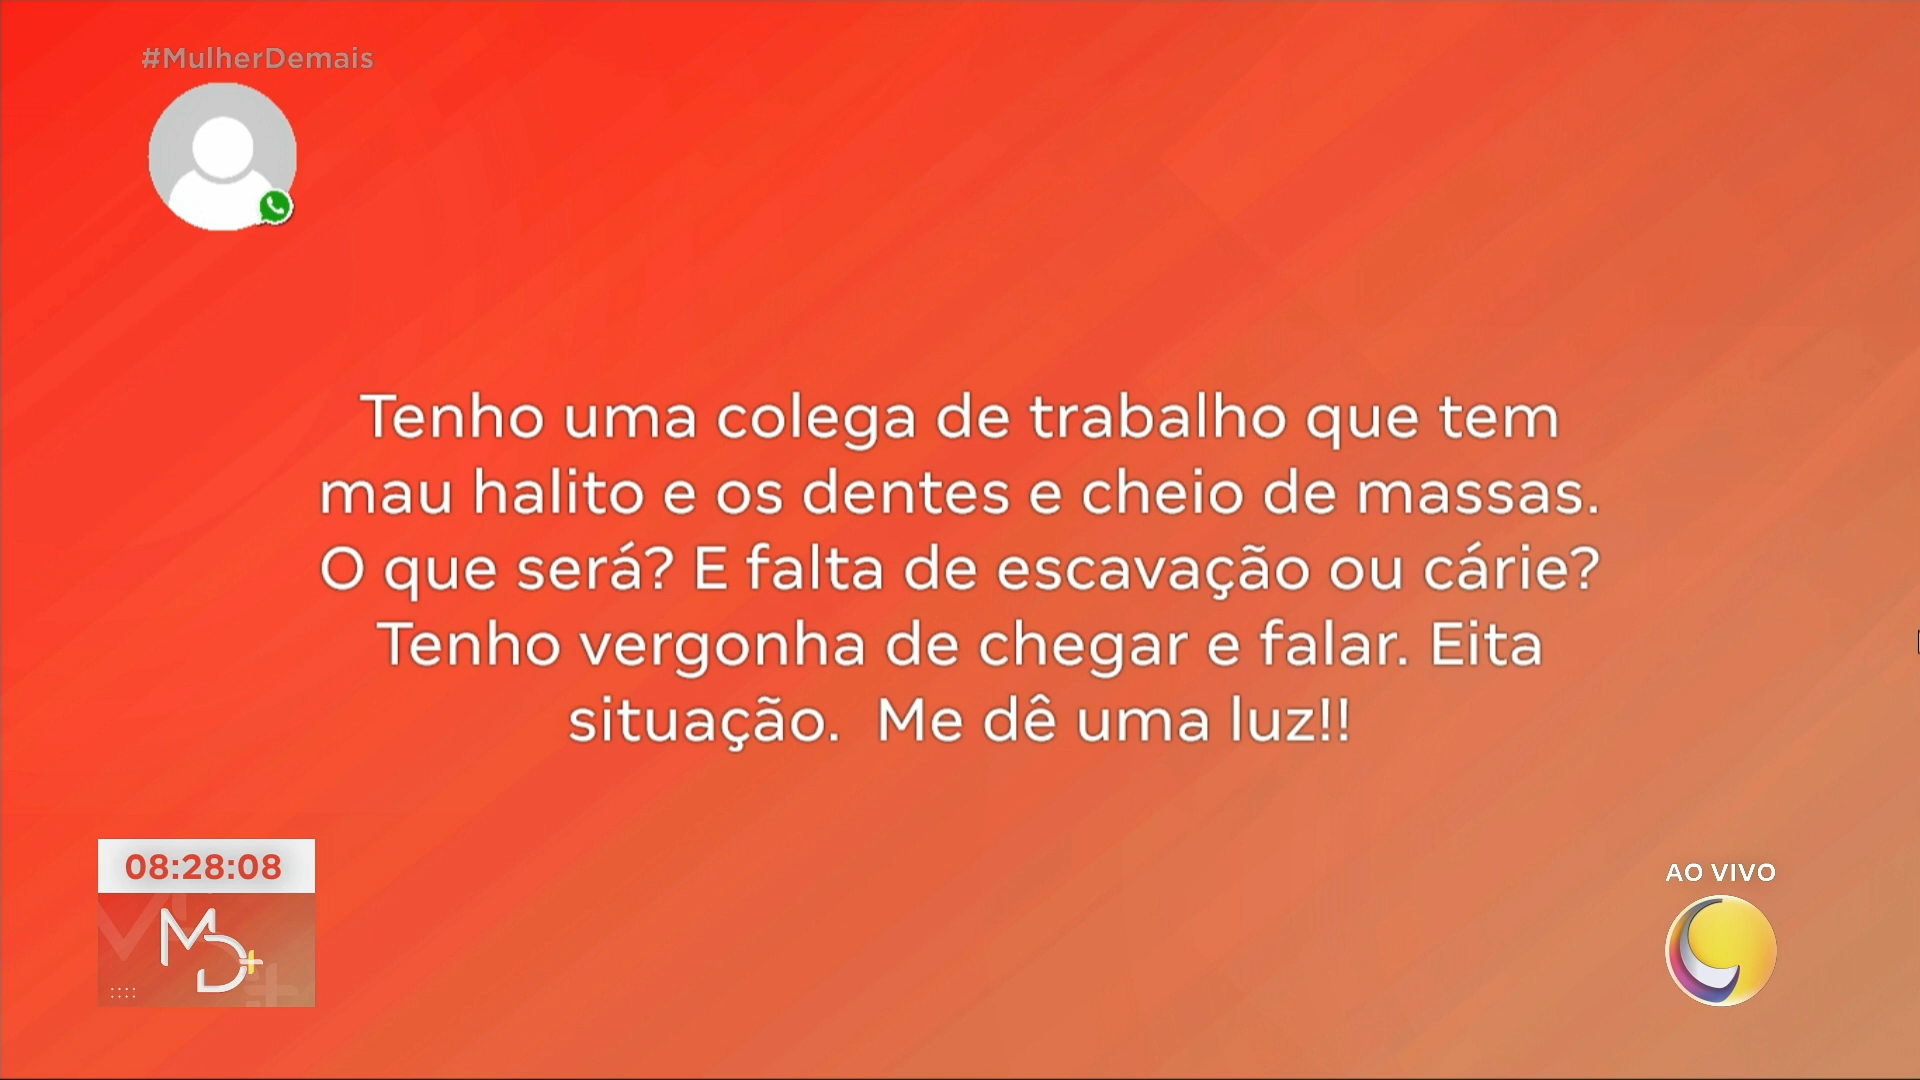 #MulherDemais
Tenho uma colega de trabalho que tem
mau halito e os dentes e cheio de massas.
O que será? E falta de escavação ou cárie?
Tenho vergonha de chegar e falar. Eita
situação.  Me dê uma luz!!
08:28:08
MD+
AO VIVO